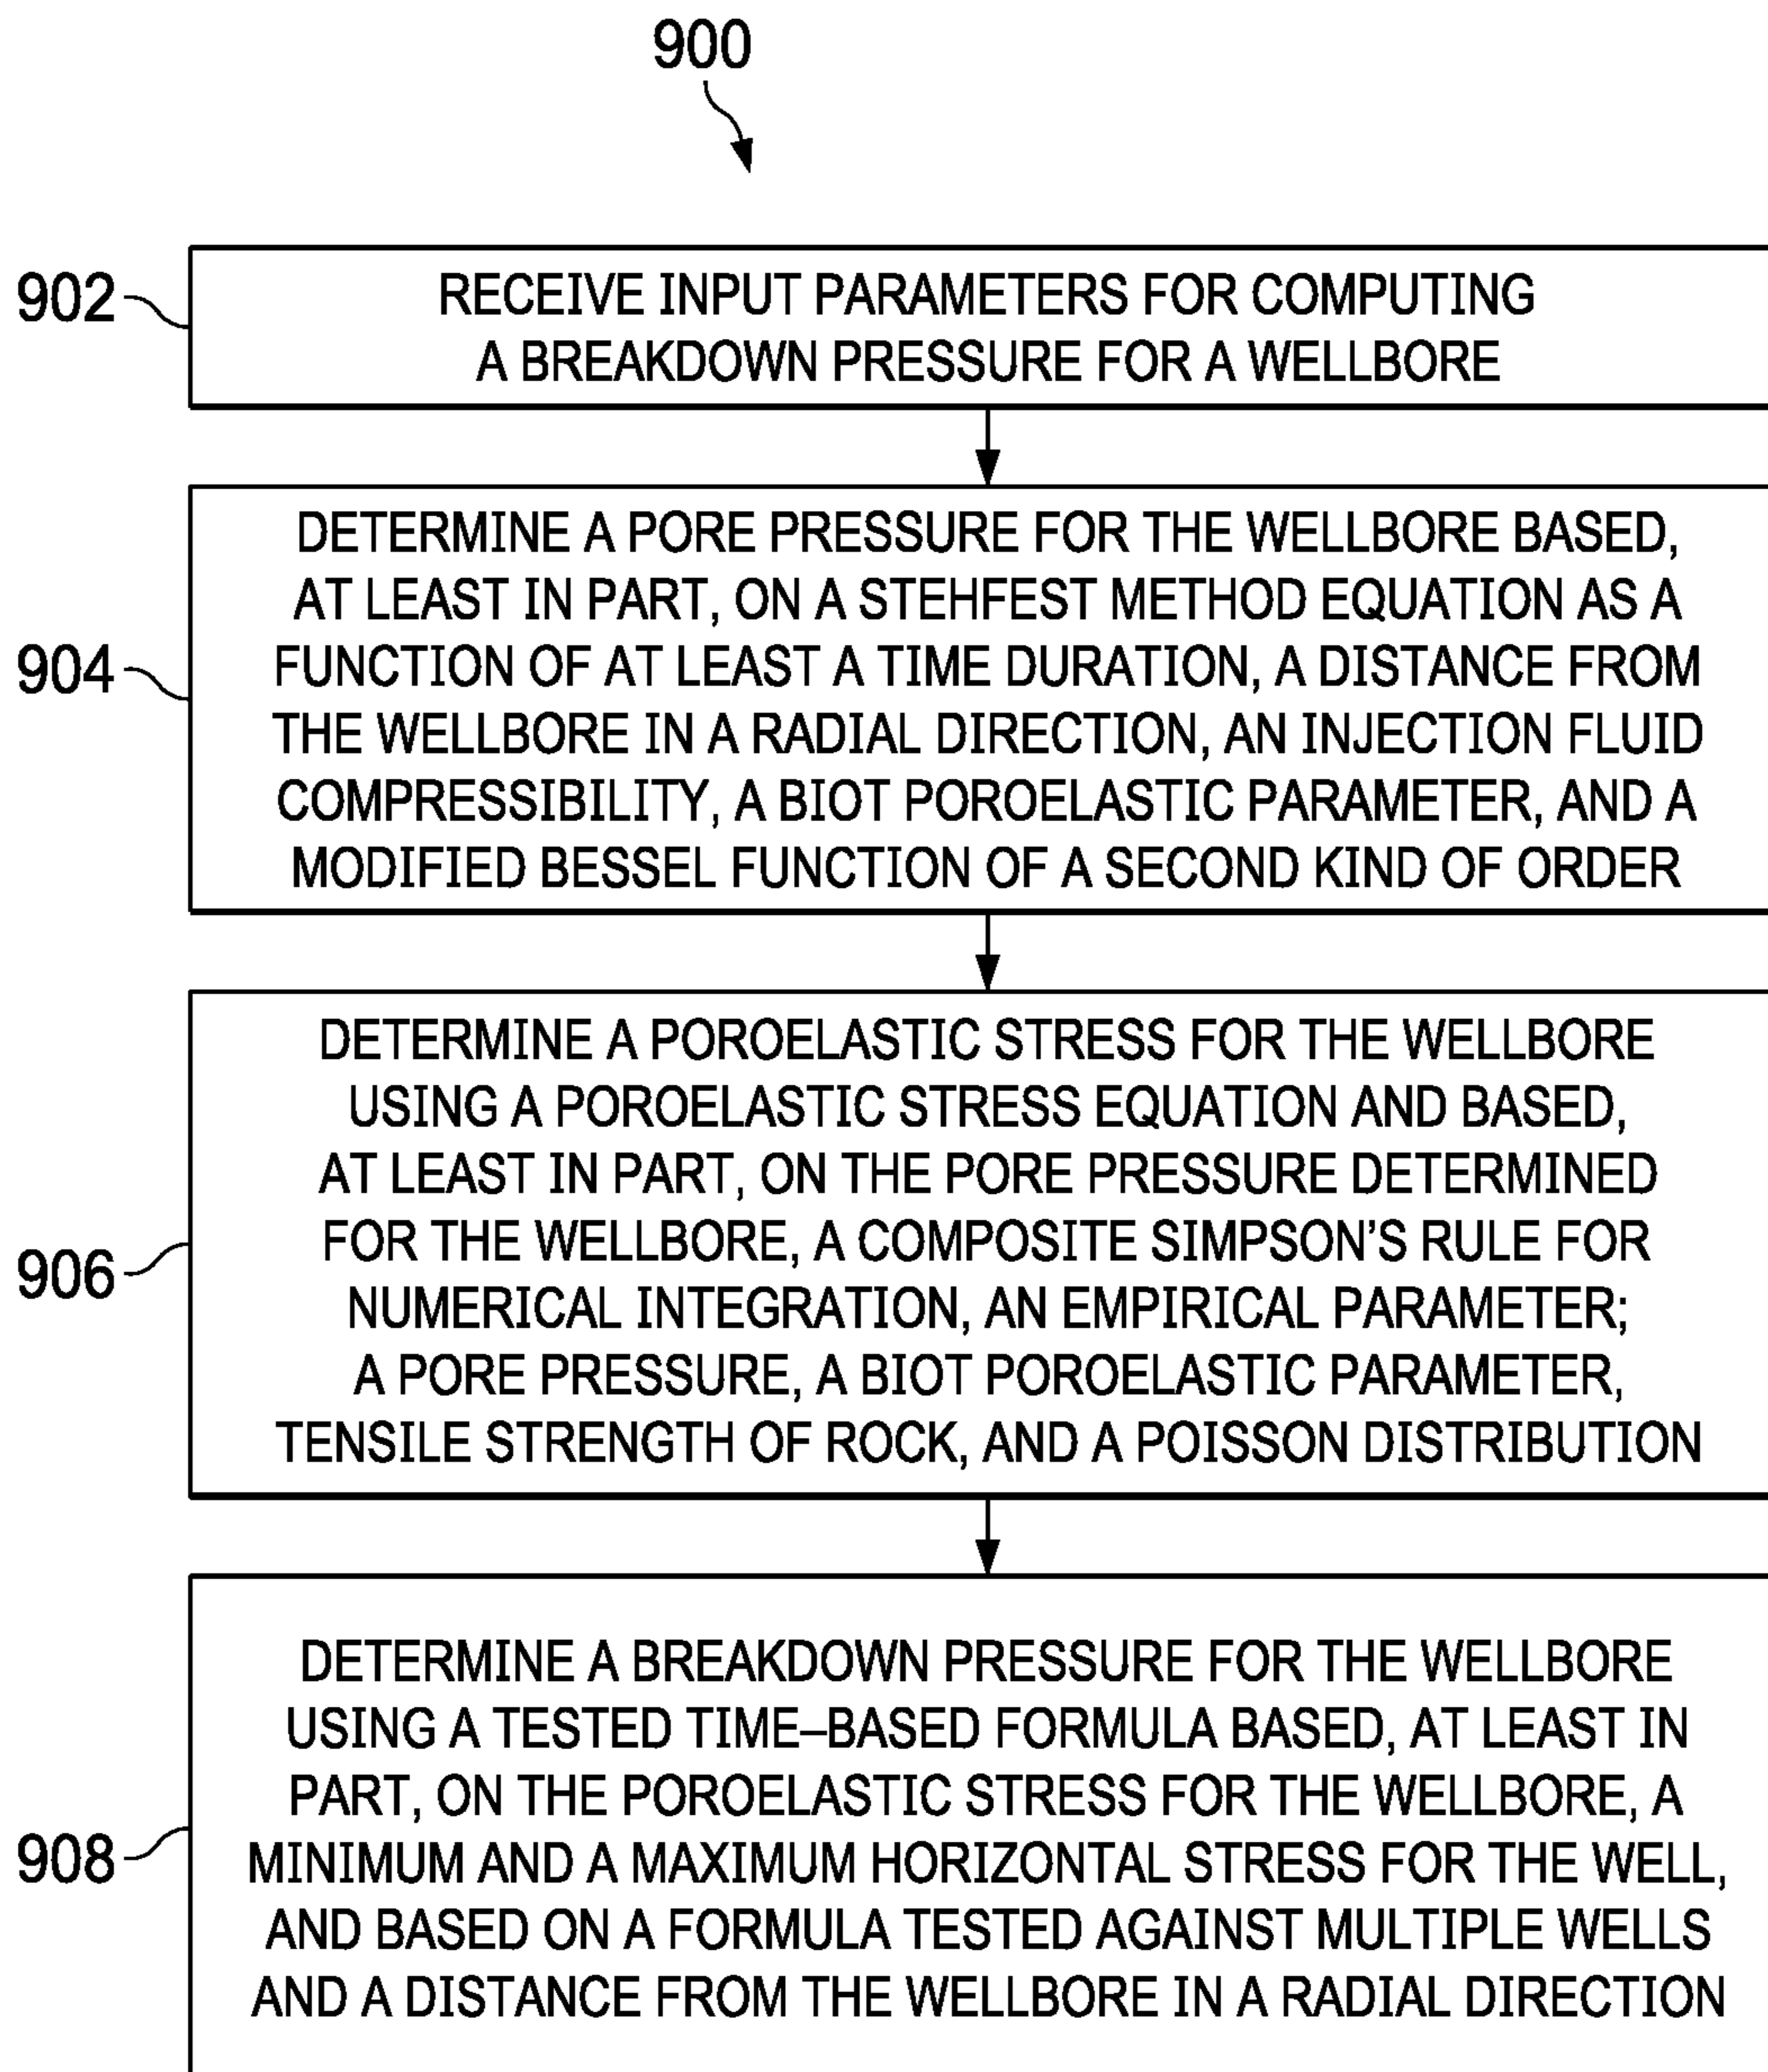 900
902
RECEIVE INPUT PARAMETERS FOR COMPUTING
A BREAKDOWN PRESSURE FOR A WELLBORE
904
DETERMINE A PORE PRESSURE FOR THE WELLBORE BASED,
AT LEAST IN PART, ON A STEHFEST METHOD EQUATION AS A
FUNCTION OF AT LEAST A TIME DURATION, A DISTANCE FROM
THE WELLBORE IN A RADIAL DIRECTION, AN INJECTION FLUID
COMPRESSIBILITY, A BIOT POROELASTIC PARAMETER, AND A
MODIFIED BESSEL FUNCTION OF A SECOND KIND OF ORDER
906
DETERMINE A POROELASTIC STRESS FOR THE WELLBORE
USING A POROELASTIC STRESS EQUATION AND BASED,
AT LEAST IN PART, ON THE PORE PRESSURE DETERMINED
FOR THE WELLBORE, A COMPOSITE SIMPSON'S RULE FOR
NUMERICAL INTEGRATION, AN EMPIRICAL PARAMETER;
A PORE PRESSURE, A BIOT POROELASTIC PARAMETER,
TENSILE STRENGTH OF ROCK, AND A POISSON DISTRIBUTION
908
DETERMINE A BREAKDOWN PRESSURE FOR THE WELLBORE
USING A TESTED TIME–BASED FORMULA BASED, AT LEAST IN
PART, ON THE POROELASTIC STRESS FOR THE WELLBORE, A
MINIMUM AND A MAXIMUM HORIZONTAL STRESS FOR THE WELL,
AND BASED ON A FORMULA TESTED AGAINST MULTIPLE WELLS
AND A DISTANCE FROM THE WELLBORE IN A RADIAL DIRECTION